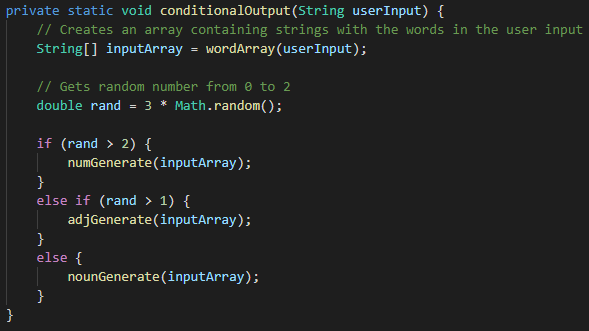 private static void conditionalOutput(String userInput) {
    // Creates an array containing strings with the words in the user input
    String[] inputArray = wordArray(userInput);

    // Gets random number from 0 to 2
    double rand = 3 * Math.random();

    if (rand > 2) {
        numGenerate(inputArray);
    }
    else if (rand > 1) {
        adjGenerate(inputArray);
    }
    else {
        nounGenerate(inputArray);
    }
}